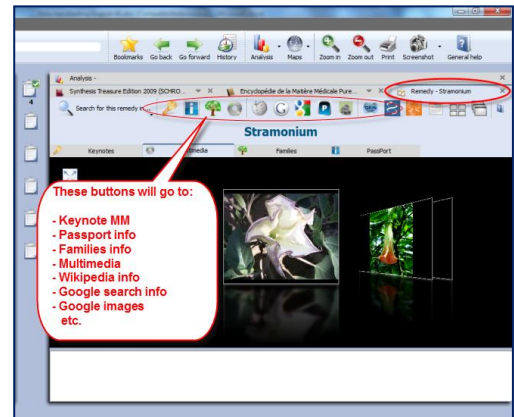 Bookmarks Go back Go forward History Analysis Maps Zoom in Zoom out Print Screenshot General help
Analysis -
Synthesis Treasure Edition 2009 (SCHRO... Encyclopédie de la Matière Médicale Pure... Remedy - Stramonium
4
Search for this remedy in
Stramonium
Keynotes
Families
PassPort
These buttons will go to:
- Keynote MM
- Passport info
- Families info
- Multimedia
- Wikipedia info
- Google search info
- Google images
etc.